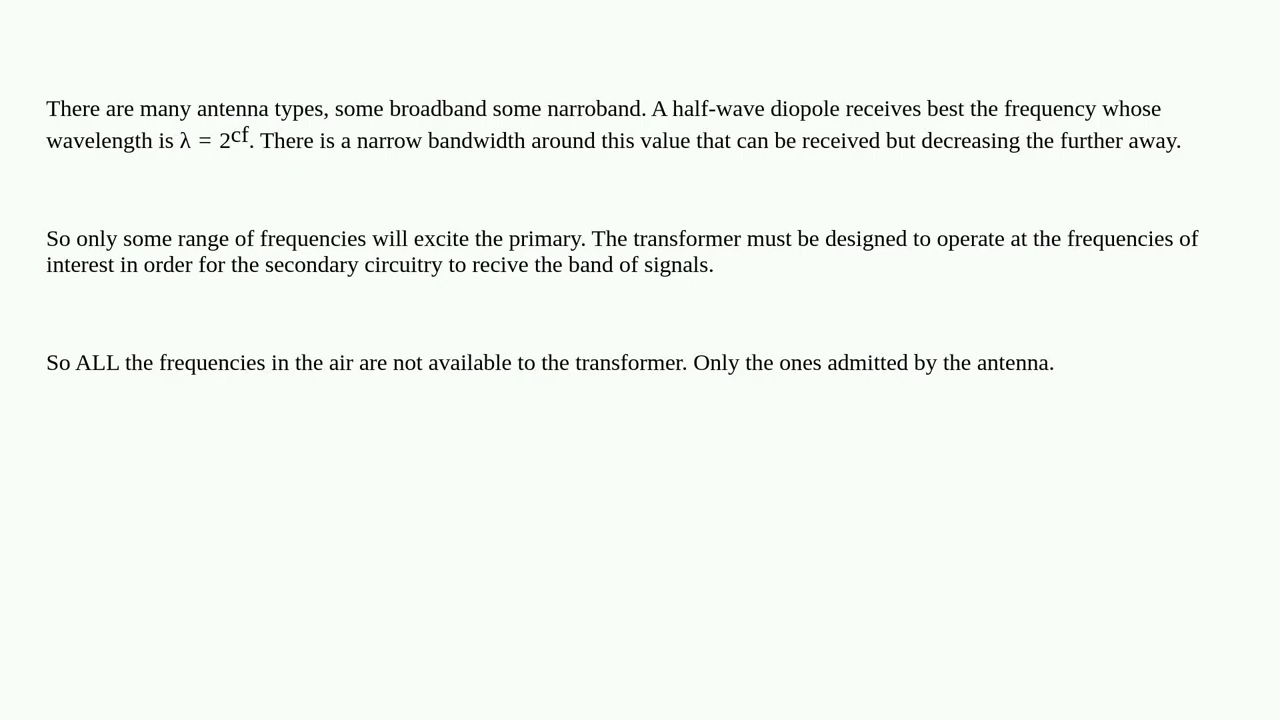 There are many antenna types, some broadband some narroband. A half-wave diopole receives best the frequency whose
wavelength is λ = 2cf. There is a narrow bandwidth around this value that can be received but decreasing the further away.
So only some range of frequencies will excite the primary. The transformer must be designed to operate at the frequencies of
interest in order for the secondary circuitry to recive the band of signals.
So ALL the frequencies in the air are not available to the transformer. Only the ones admitted by the antenna.